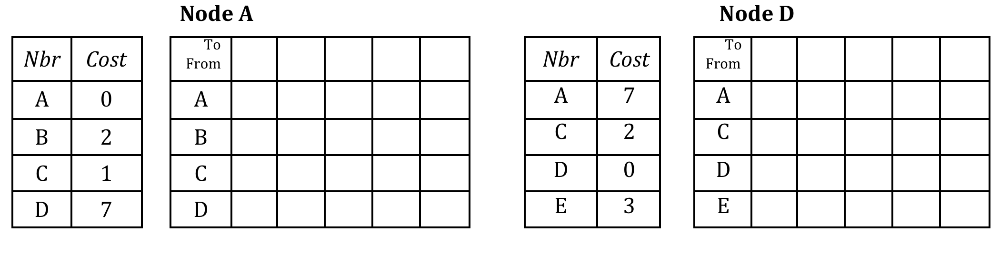 Node A
Nbr Cost
A 0
B 2
C 1
D 7
To
From
A
B
C
D
Node D
Nbr Cost
A 7
C 2
D 0
E 3
To
From
A
C
D
E